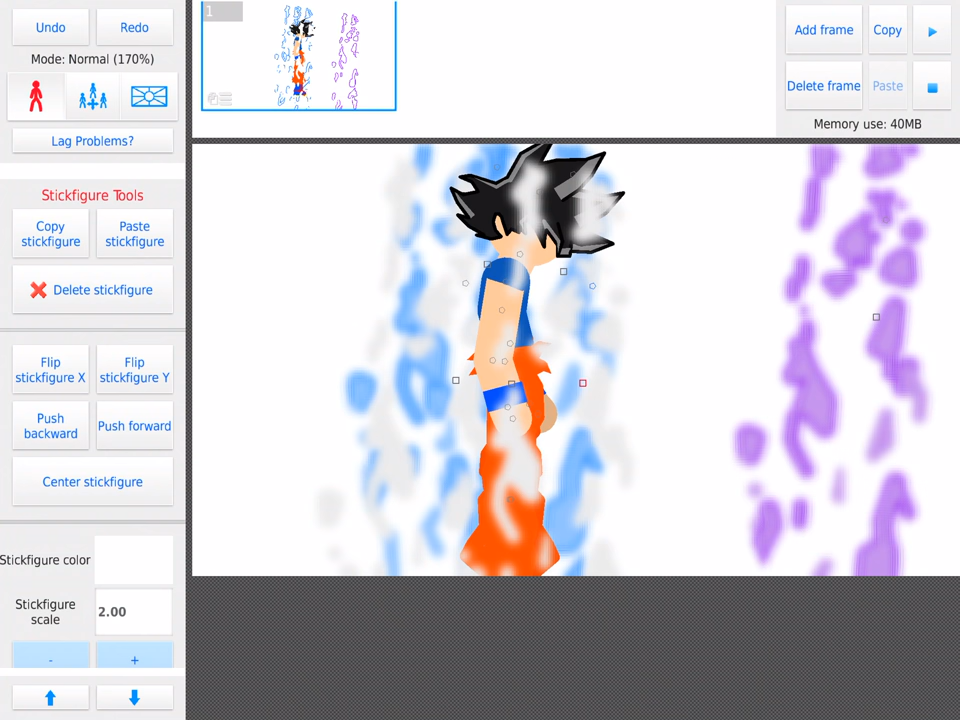 Undo
Redo
Mode: Normal (170%)
Lag Problems?
Stickfigure Tools
Copy
stickfigure
Paste
stickfigure
Delete stickfigure
Flip
stickfigure X
Flip
stickfigure Y
Push
backward
Push forward
Center stickfigure
Stickfigure color
Stickfigure
scale
2.00
-
+
1
Add frame
Copy
Delete frame
Paste
Memory use: 40MB